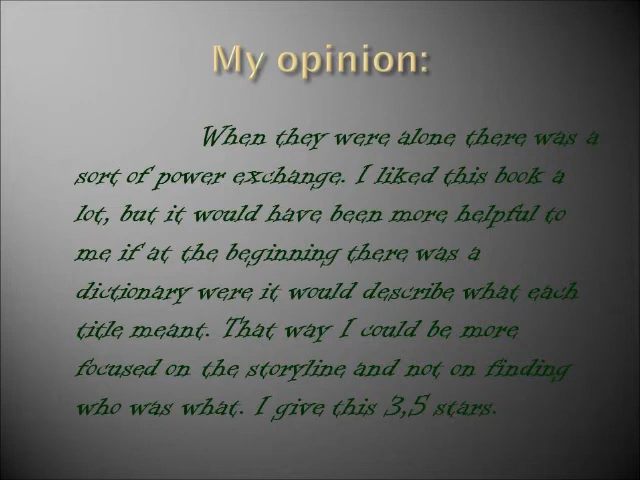 My opinion:
When they were alone there was a
sort of power exchange. I liked this book a
lot, but it would have been more helpful to
me if at the beginning there was a
dictionary were it would describe what each
title meant. That way I could be more
focused on the storyline and not on finding
who was what. I give this 3,5 stars.